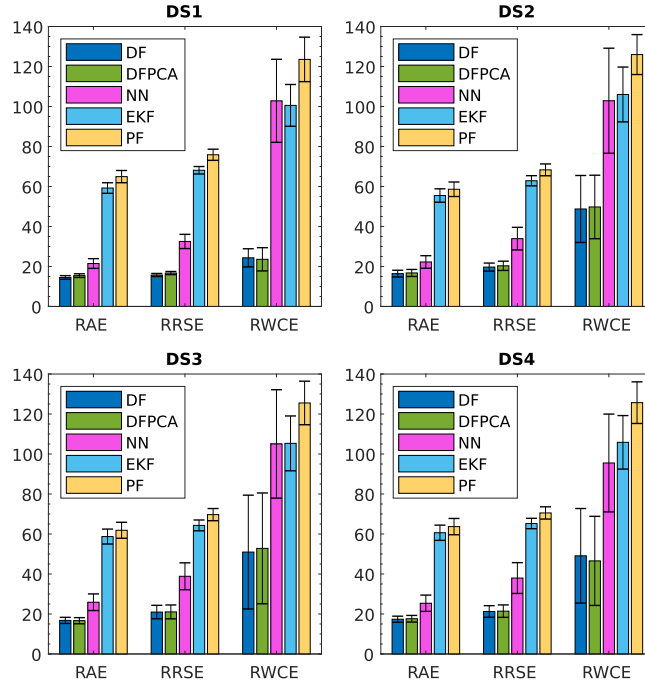 DS1
140
120
100
80
60
40
20
0
DF
DFPCA
NN
EKF
PF
RAE RRSE RWCE
DS2
140
120
100
80
60
40
20
0
DF
DFPCA
NN
EKF
PF
RAE RRSE RWCE
DS3
140
120
100
80
60
40
20
0
DF
DFPCA
NN
EKF
PF
RAE RRSE RWCE
DS4
140
120
100
80
60
40
20
0
DF
DFPCA
NN
EKF
PF
RAE RRSE RWCE